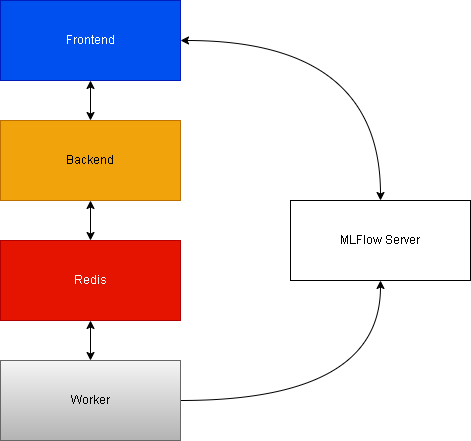 Frontend
Backend
MLFlow Server
Redis
Worker